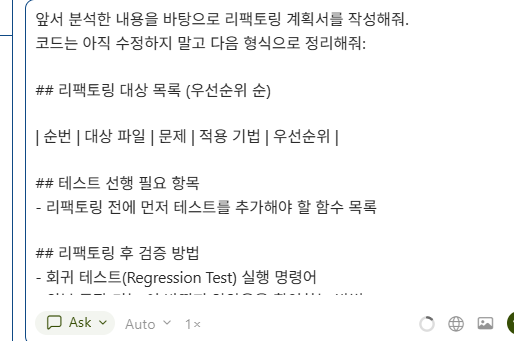 앞서 분석한 내용을 바탕으로 리팩토링 계획서를 작성해줘.
코드는 아직 수정하지 말고 다음 형식으로 정리해줘:
## 리팩토링 대상 목록 (우선순위 순)
| 순번 | 대상 파일 | 문제 | 적용 기법 | 우선순위 |
## 테스트 선행 필요 항목
- 리팩토링 전에 먼저 테스트를 추가해야 할 함수 목록
## 리팩토링 후 검증 방법
- 회귀 테스트(Regression Test) 실행 명령어
Ask Auto 1×